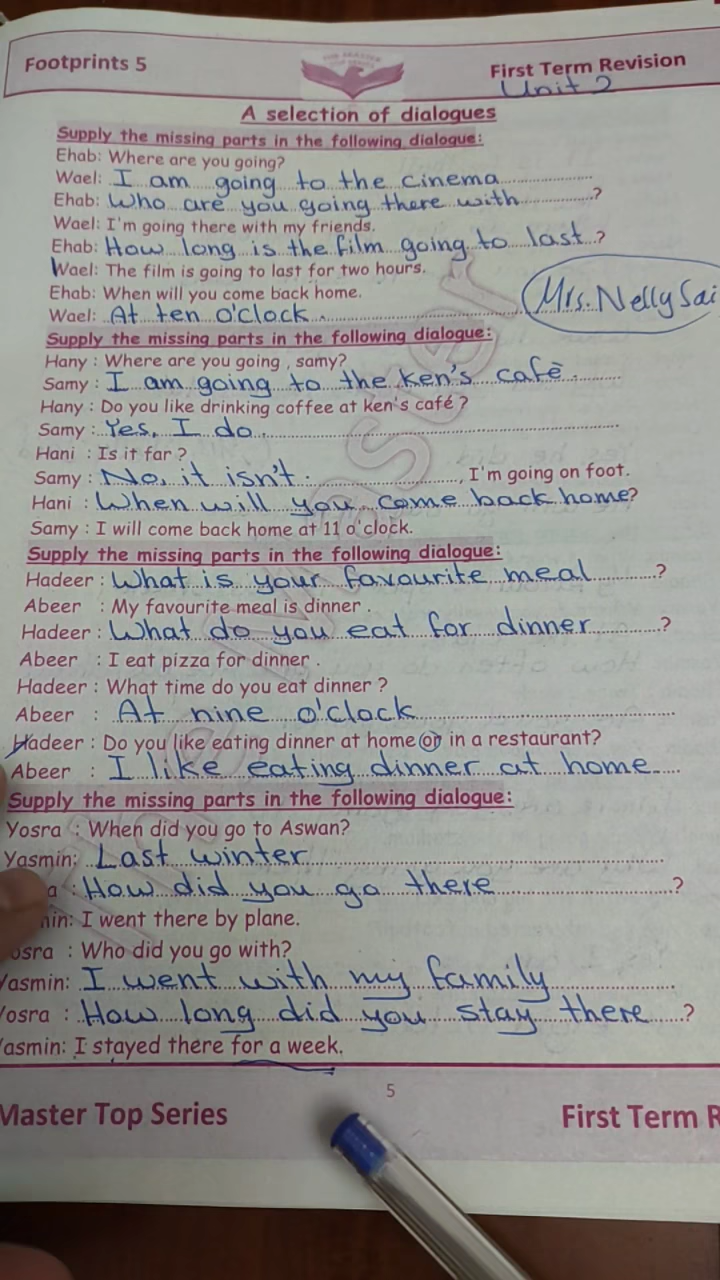 Footprints 5
First Term Revision
Unit 2
A selection of dialogues
Supply the missing parts in the following dialogue:
Ehab: Where are you going?
Wael: I am going to the cinema
Ehab: Who are you going there with ?
Wael: I'm going there with my friends.
Ehab: How long is the film going to last ?
Wael: The film is going to last for two hours.
Ehab: When will you come back home.
Wael: At ten o'clock .
Mrs. Nelly Sai
Supply the missing parts in the following dialogue:
Hany : Where are you going , samy?
Samy : I am going to the ken's cafè .
Hany : Do you like drinking coffee at ken's café ?
Samy : Yes, I do
Hani : Is it far ?
Samy : No, it isn't . , I'm going on foot.
Hani : When will you come back home?
Samy : I will come back home at 11 o'clock.
Supply the missing parts in the following dialogue:
Hadeer : What is your favourite meal ?
Abeer : My favourite meal is dinner .
Hadeer : What do you eat for dinner ?
Abeer : I eat pizza for dinner .
Hadeer : What time do you eat dinner ?
Abeer : At nine o'clock
Hadeer : Do you like eating dinner at home or in a restaurant?
Abeer : I like eating dinner at home
Supply the missing parts in the following dialogue:
Yosra : When did you go to Aswan?
Yasmin: Last winter
a : How did you go there ?
min: I went there by plane.
osra : Who did you go with?
Yasmin: I went with my family
Yosra : How long did you stay there ?
asmin: I stayed there for a week.
5
Master Top Series
First Term R